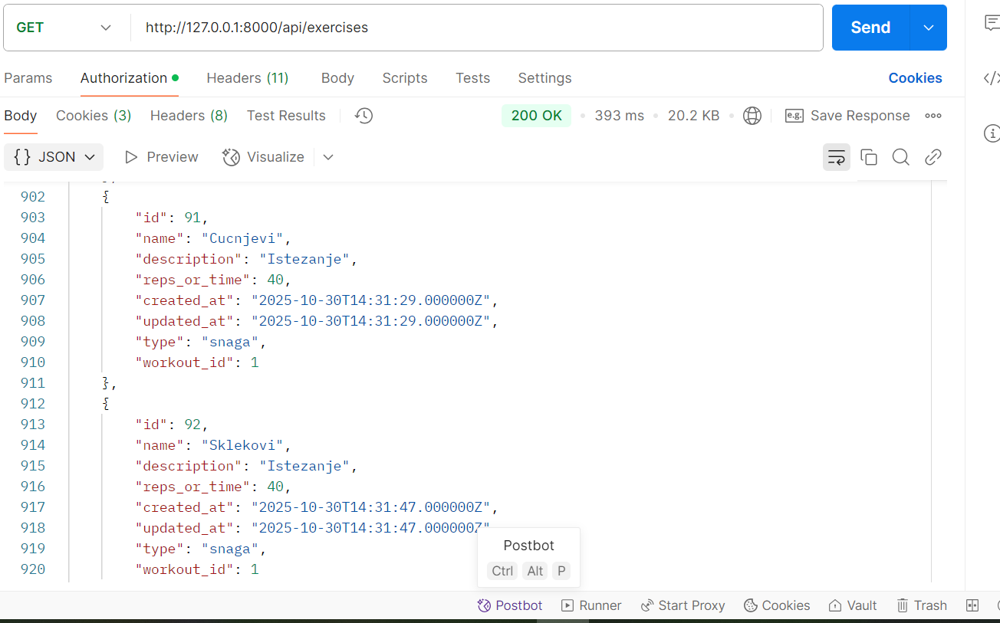 GET http://127.0.0.1:8000/api/exercises Send
Params Authorization Headers (11) Body Scripts Tests Settings Cookies
Body Cookies (3) Headers (8) Test Results 200 OK 393 ms 20.2 KB e.g. Save Response
{} JSON Preview Visualize
902 {
903 "id": 91,
904 "name": "Cucnjevi",
905 "description": "Istezanje",
906 "reps_or_time": 40,
907 "created_at": "2025-10-30T14:31:29.000000Z",
908 "updated_at": "2025-10-30T14:31:29.000000Z",
909 "type": "snaga",
910 "workout_id": 1
911 },
912 {
913 "id": 92,
914 "name": "Sklekovi",
915 "description": "Istezanje",
916 "reps_or_time": 40,
917 "created_at": "2025-10-30T14:31:47.000000Z",
918 "updated_at": "2025-10-30T14:31:47.000000Z"
919 "type": "snaga",
920 "workout_id": 1
Postbot
Ctrl Alt P
Postbot Runner Start Proxy Cookies Vault Trash